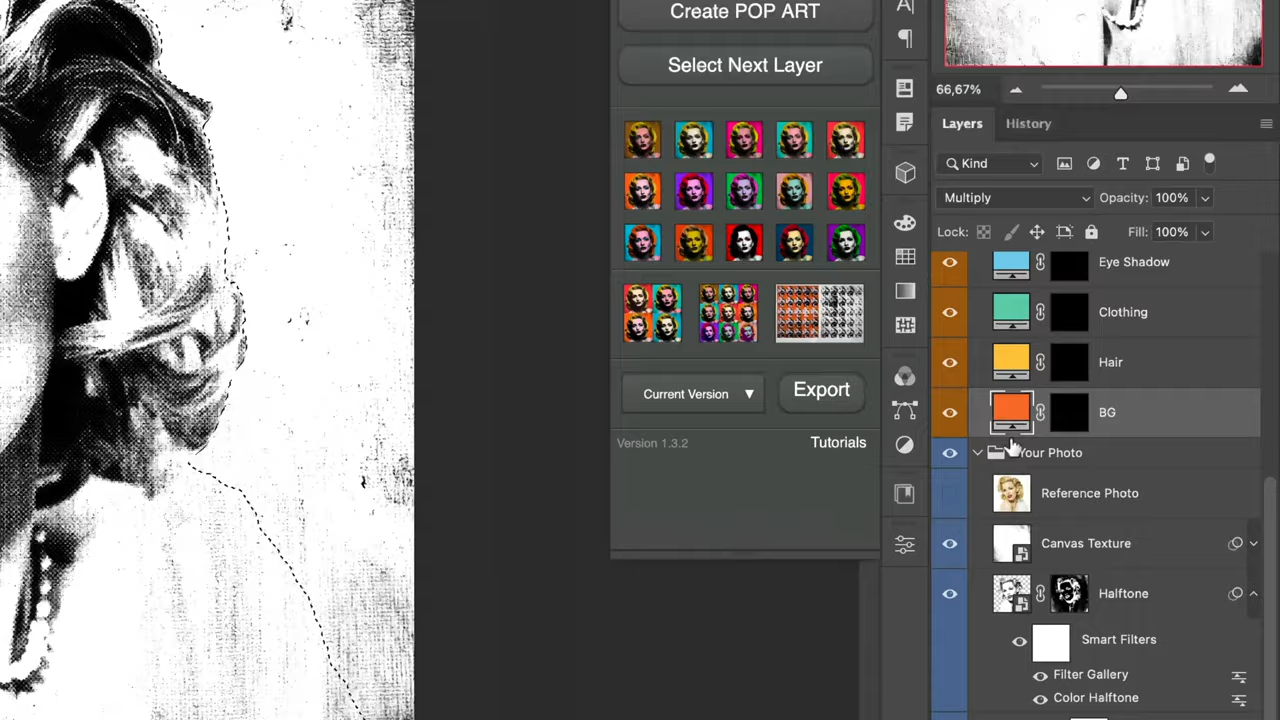 Create POP ART
Select Next Layer
Current Version ▼
Export
Version 1.3.2
Tutorials
66,67%
Layers
History
Kind
Multiply
Opacity: 100%
Lock:
Fill: 100%
Eye Shadow
Clothing
Hair
BG
Your Photo
Reference Photo
Canvas Texture
Halftone
Smart Filters
Filter Gallery
Color Halftone